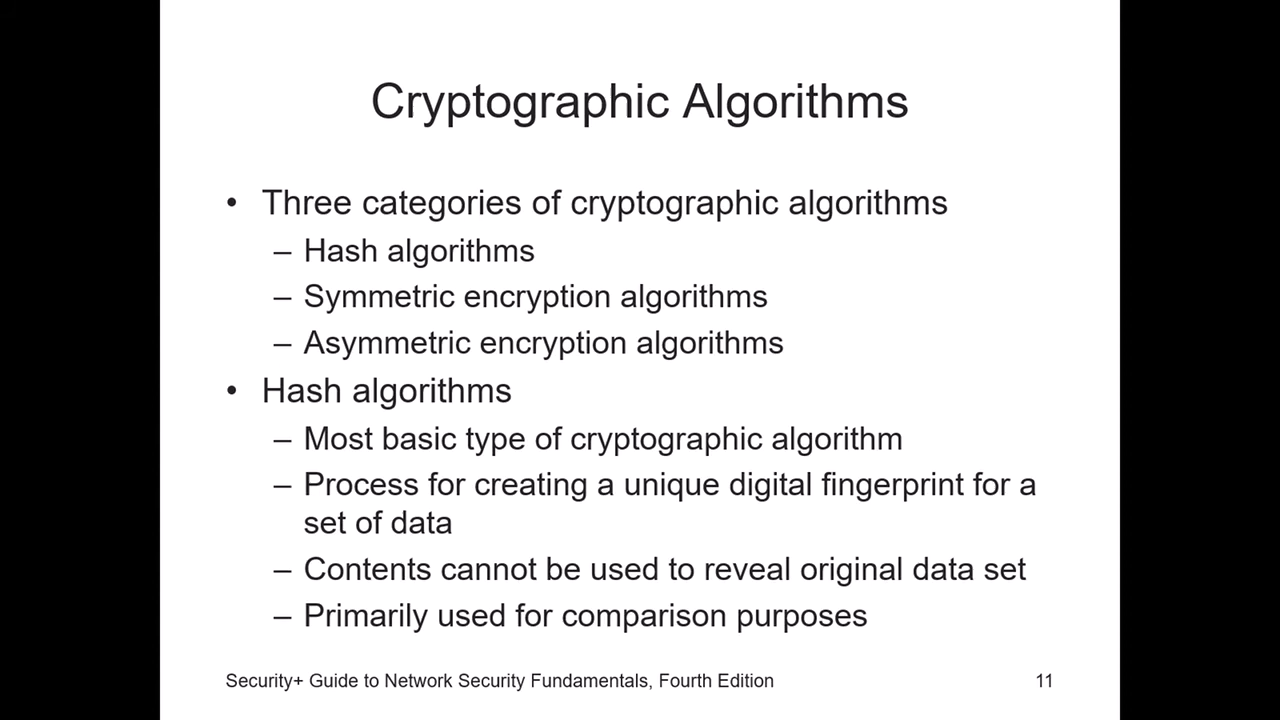 Cryptographic Algorithms
• Three categories of cryptographic algorithms
– Hash algorithms
– Symmetric encryption algorithms
– Asymmetric encryption algorithms
• Hash algorithms
– Most basic type of cryptographic algorithm
– Process for creating a unique digital fingerprint for a
set of data
– Contents cannot be used to reveal original data set
– Primarily used for comparison purposes
Security+ Guide to Network Security Fundamentals, Fourth Edition 11